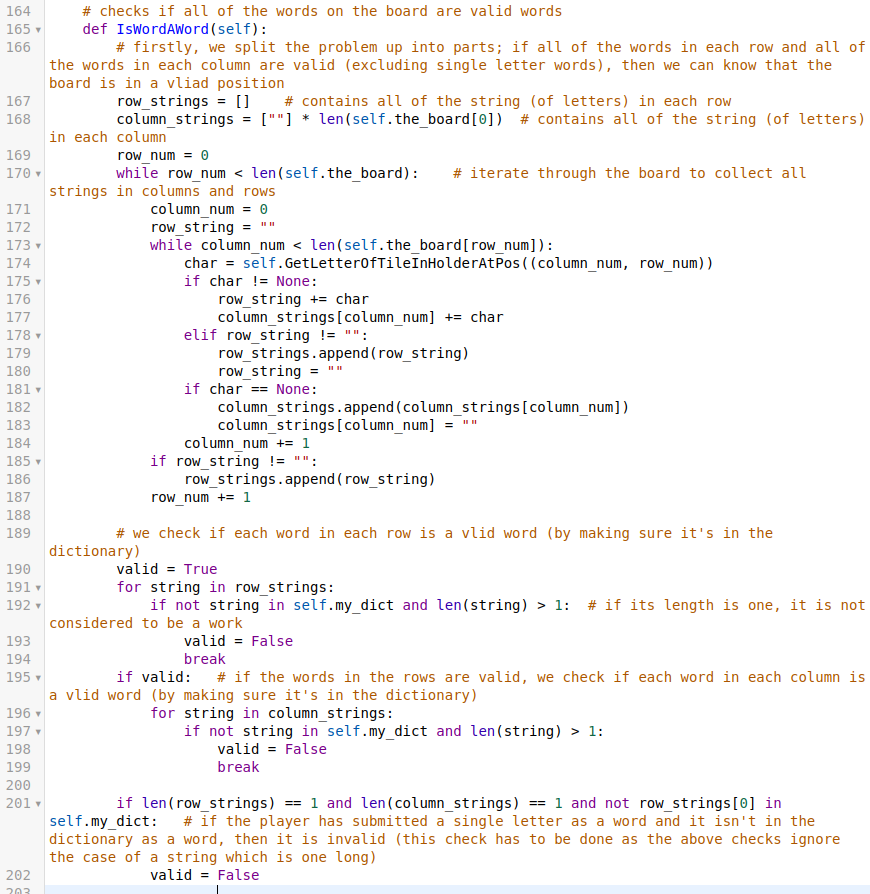 164     # checks if all of the words on the board are valid words
165     def IsWordAWord(self):
166         # firstly, we split the problem up into parts; if all of the words in each row and all of
the words in each column are valid (excluding single letter words), then we can know that the
board is in a vliad position
167         row_strings = []    # contains all of the string (of letters) in each row
168         column_strings = [""] * len(self.the_board[0])  # contains all of the string (of letters)
in each column
169         row_num = 0
170         while row_num < len(self.the_board):    # iterate through the board to collect all
strings in columns and rows
171             column_num = 0
172             row_string = ""
173             while column_num < len(self.the_board[row_num]):
174                 char = self.GetLetterOfTileInHolderAtPos((column_num, row_num))
175                 if char != None:
176                     row_string += char
177                     column_strings[column_num] += char
178                 elif row_string != "":
179                     row_strings.append(row_string)
180                     row_string = ""
181                 if char == None:
182                     column_strings.append(column_strings[column_num])
183                     column_strings[column_num] = ""
184                 column_num += 1
185             if row_string != "":
186                 row_strings.append(row_string)
187             row_num += 1
188
189         # we check if each word in each row is a vlid word (by making sure it's in the
dictionary)
190         valid = True
191         for string in row_strings:
192             if not string in self.my_dict and len(string) > 1:  # if its length is one, it is not
considered to be a work
193                 valid = False
194                 break
195         if valid:   # if the words in the rows are valid, we check if each word in each column is
a vlid word (by making sure it's in the dictionary)
196             for string in column_strings:
197                 if not string in self.my_dict and len(string) > 1:
198                     valid = False
199                     break
200
201         if len(row_strings) == 1 and len(column_strings) == 1 and not row_strings[0] in
self.my_dict:   # if the player has submitted a single letter as a word and it isn't in the
dictionary as a word, then it is invalid (this check has to be done as the above checks ignore
the case of a string which is one long)
202             valid = False
203